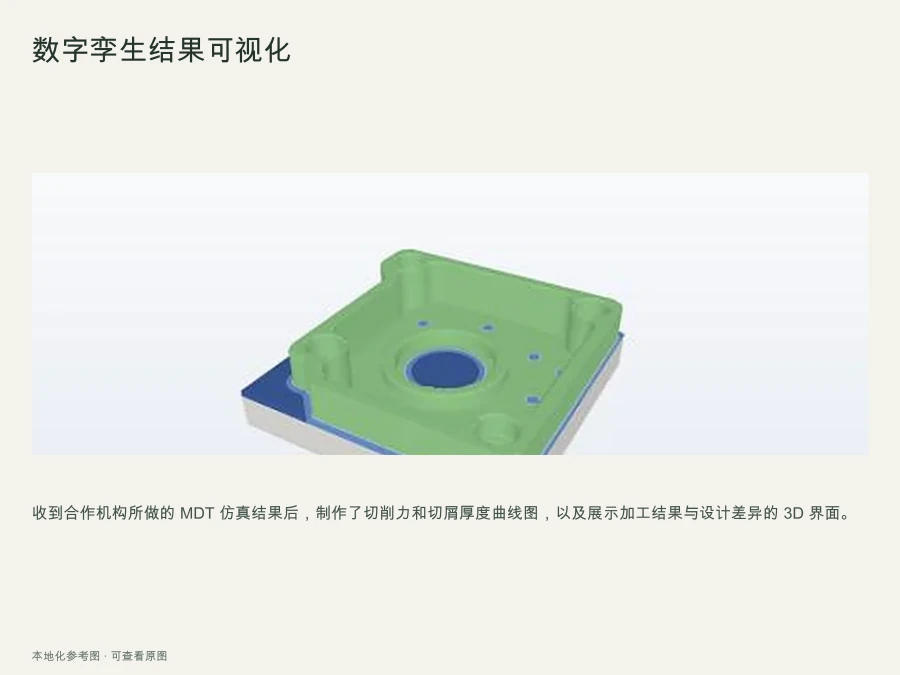 数字孪生结果可视化
收到合作机构所做的 MDT 仿真结果后，制作了切削力和切屑厚度曲线图，以及展示加工结果与设计差异的 3D 界面。
本地化参考图 · 可查看原图